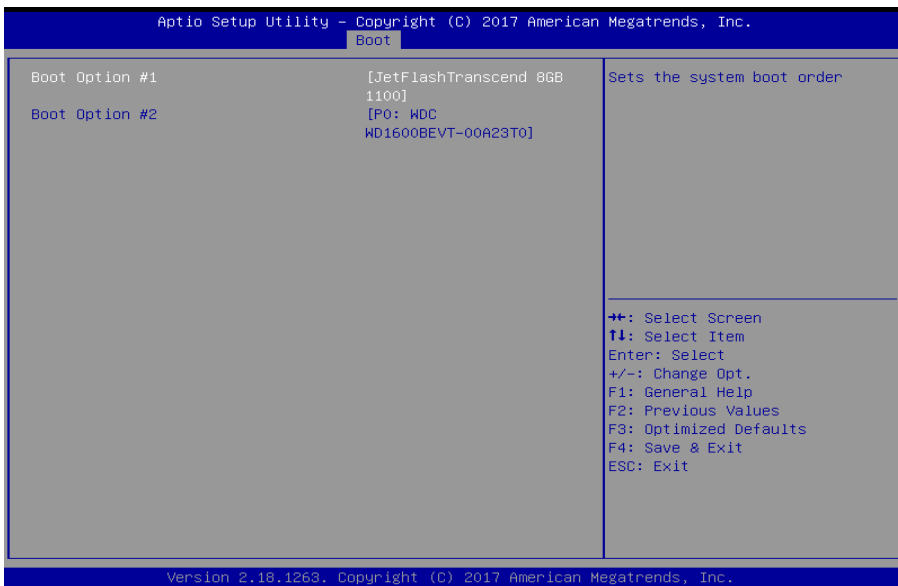 Aptio Setup Utility – Copyright (C) 2017 American Megatrends, Inc.
Boot
Boot Option #1 [JetFlashTranscend 8GB
1100]
Boot Option #2 [P0: WDC
WD1600BEVT-00A23T0]
Sets the system boot order
→←: Select Screen
↑↓: Select Item
Enter: Select
+/-: Change Opt.
F1: General Help
F2: Previous Values
F3: Optimized Defaults
F4: Save & Exit
ESC: Exit
Version 2.18.1263. Copyright (C) 2017 American Megatrends, Inc.